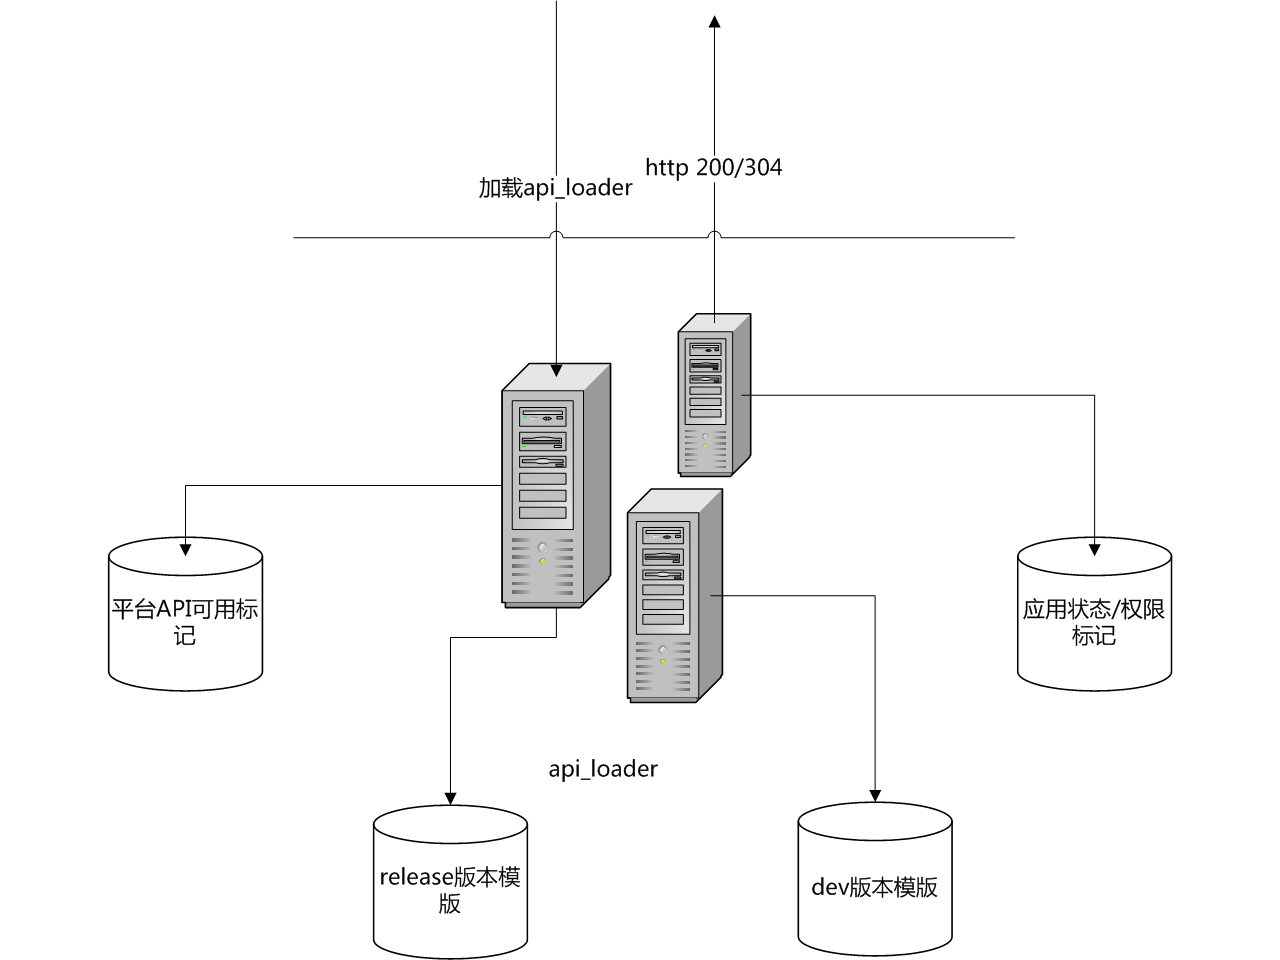 http 200/304
加载api_loader
平台API可用标
记
应用状态/权限
标记
api_loader
release版本模
版
dev版本模版